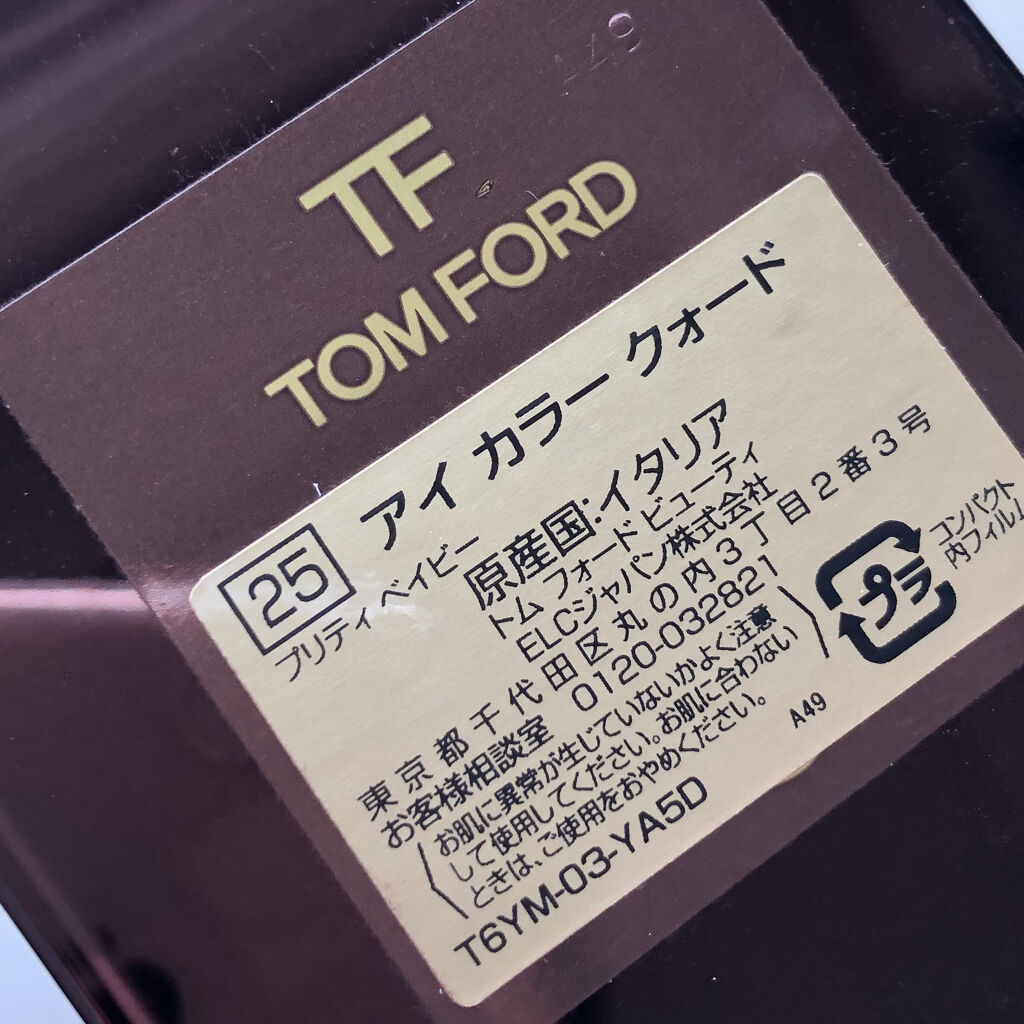 A49
TF
TOM FORD
25 アイ カラー クォード
プリティ ベイビー
原産国:イタリア
トム フォード ビューティ
ELCジャパン株式会社
東京都千代田区丸の内3丁目2番3号
お客様相談室 0120-032821
お肌に異常が生じていないかよく注意
して使用してください。お肌に合わない
ときは、ご使用をおやめください。
T6YM-03-YA5D
A49
プラ
コンパクト
内フィルム